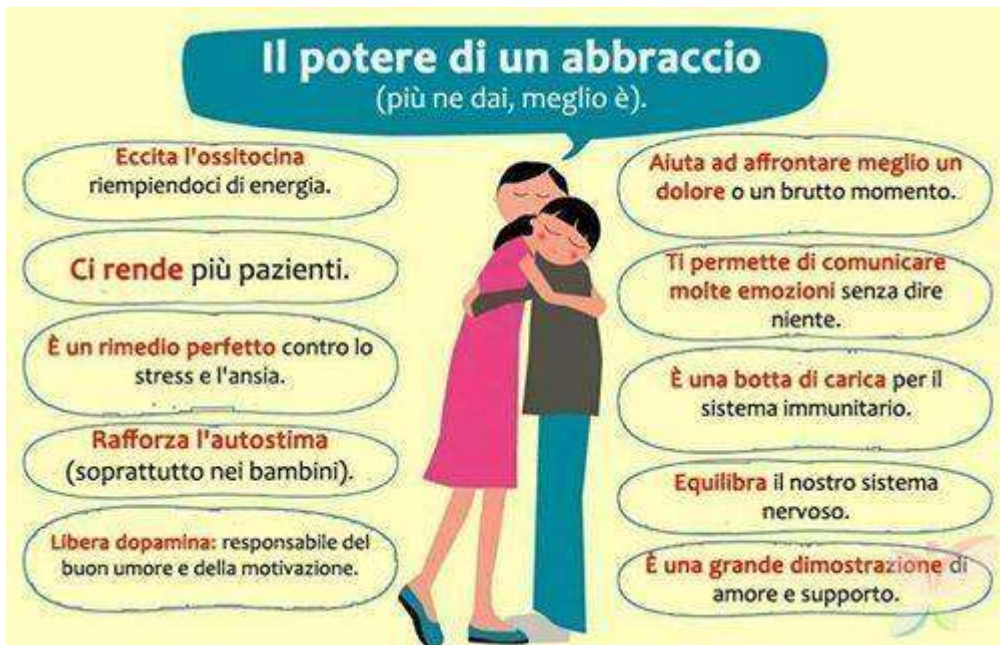 Il potere di un abbraccio
(più ne dai, meglio è).
Eccita l'ossitocina
riempiendoci di energia.
Ci rende più pazienti.
È un rimedio perfetto contro lo
stress e l'ansia.
Rafforza l'autostima
(soprattutto nei bambini).
Libera dopamina: responsabile del
buon umore e della motivazione.
Aiuta ad affrontare meglio un
dolore o un brutto momento.
Ti permette di comunicare
molte emozioni senza dire
niente.
È una botta di carica per il
sistema immunitario.
Equilibra il nostro sistema
nervoso.
È una grande dimostrazione di
amore e supporto.